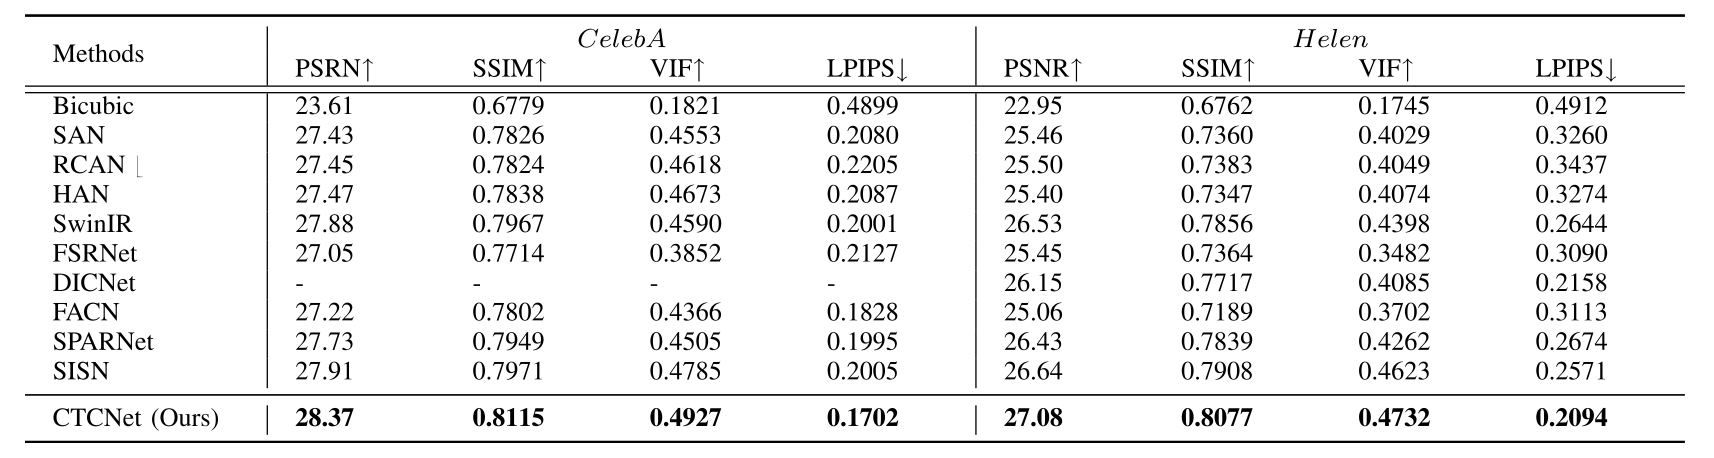 Methods CelebA Helen
PSRN↑ SSIM↑ VIF↑ LPIPS↓ PSNR↑ SSIM↑ VIF↑ LPIPS↓
Bicubic 23.61 0.6779 0.1821 0.4899 22.95 0.6762 0.1745 0.4912
SAN 27.43 0.7826 0.4553 0.2080 25.46 0.7360 0.4029 0.3260
RCAN 27.45 0.7824 0.4618 0.2205 25.50 0.7383 0.4049 0.3437
HAN 27.47 0.7838 0.4673 0.2087 25.40 0.7347 0.4074 0.3274
SwinIR 27.88 0.7967 0.4590 0.2001 26.53 0.7856 0.4398 0.2644
FSRNet 27.05 0.7714 0.3852 0.2127 25.45 0.7364 0.3482 0.3090
DICNet - - - - 26.15 0.7717 0.4085 0.2158
FACN 27.22 0.7802 0.4366 0.1828 25.06 0.7189 0.3702 0.3113
SPARNet 27.73 0.7949 0.4505 0.1995 26.43 0.7839 0.4262 0.2674
SISN 27.91 0.7971 0.4785 0.2005 26.64 0.7908 0.4623 0.2571
CTCNet (Ours) 28.37 0.8115 0.4927 0.1702 27.08 0.8077 0.4732 0.2094